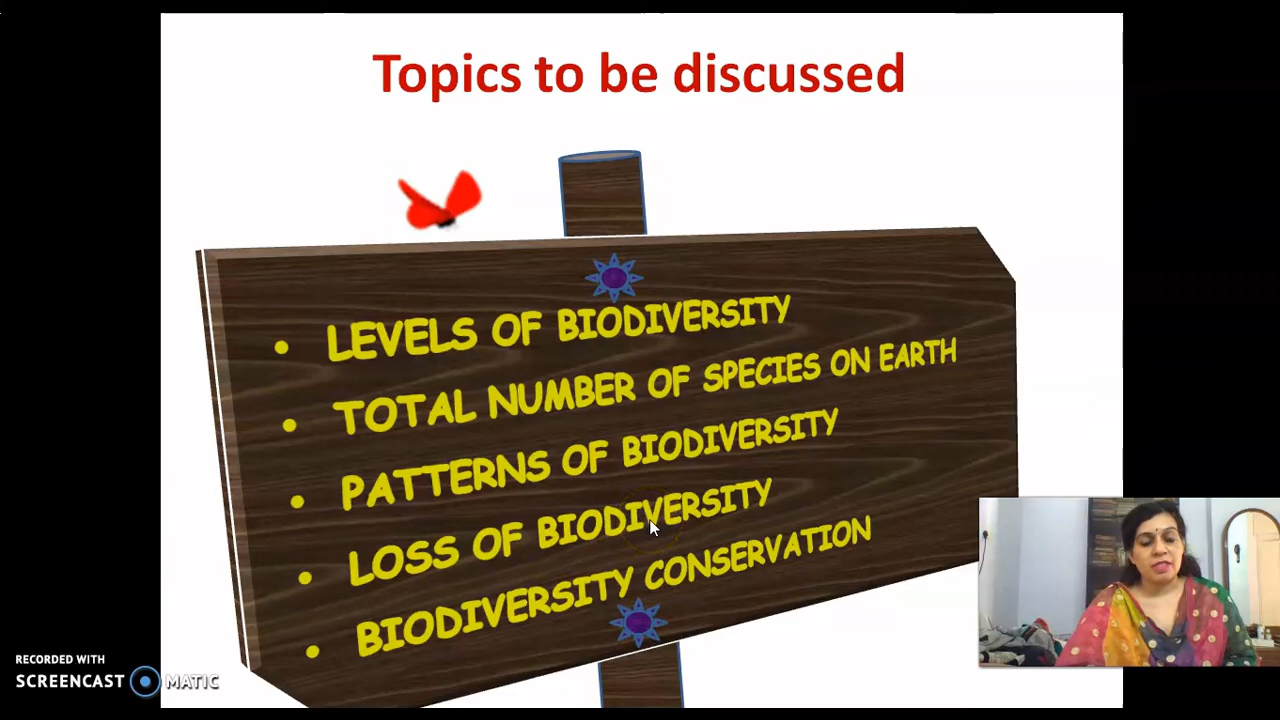 Topics to be discussed
• LEVELS OF BIODIVERSITY
• TOTAL NUMBER OF SPECIES ON EARTH
• PATTERNS OF BIODIVERSITY
• LOSS OF BIODIVERSITY
• BIODIVERSITY CONSERVATION
RECORDED WITH
SCREENCAST MATIC